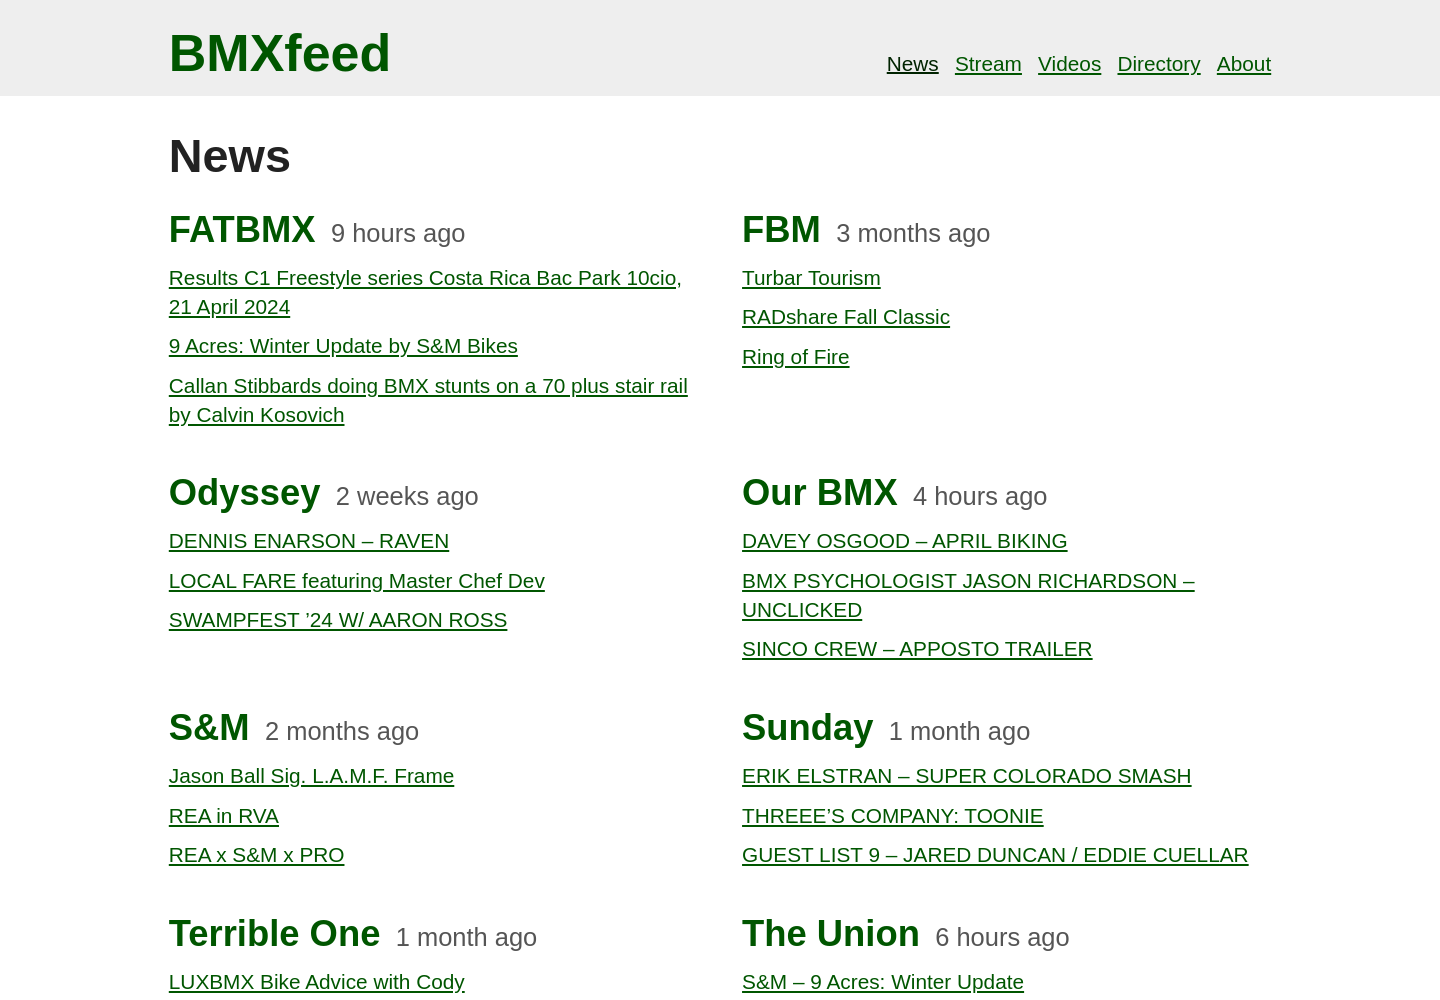 BMXfeed
News Stream Videos Directory About
News
FATBMX 9 hours ago
Results C1 Freestyle series Costa Rica Bac Park 10cio,
21 April 2024
9 Acres: Winter Update by S&M Bikes
Callan Stibbards doing BMX stunts on a 70 plus stair rail
by Calvin Kosovich
FBM 3 months ago
Turbar Tourism
RADshare Fall Classic
Ring of Fire
Odyssey 2 weeks ago
DENNIS ENARSON – RAVEN
LOCAL FARE featuring Master Chef Dev
SWAMPFEST ’24 W/ AARON ROSS
Our BMX 4 hours ago
DAVEY OSGOOD – APRIL BIKING
BMX PSYCHOLOGIST JASON RICHARDSON –
UNCLICKED
SINCO CREW – APPOSTO TRAILER
S&M 2 months ago
Jason Ball Sig. L.A.M.F. Frame
REA in RVA
REA x S&M x PRO
Sunday 1 month ago
ERIK ELSTRAN – SUPER COLORADO SMASH
THREEE’S COMPANY: TOONIE
GUEST LIST 9 – JARED DUNCAN / EDDIE CUELLAR
Terrible One 1 month ago
LUXBMX Bike Advice with Cody
The Union 6 hours ago
S&M – 9 Acres: Winter Update